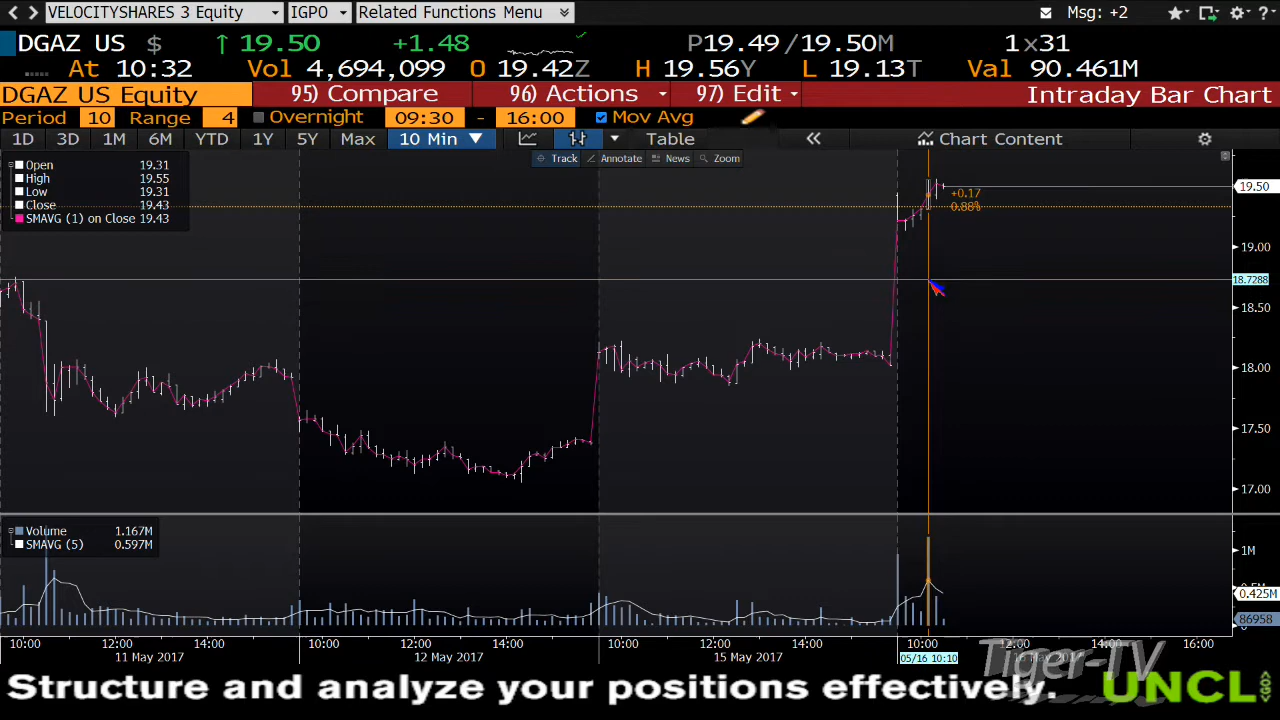 VELOCITYSHARES 3 Equity IGPO Related Functions Menu Msg: +2
DGAZ US $ ↑ 19.50 +1.48 P19.49 /19.50M 1x31
At 10:32 Vol 4,694,099 O 19.42Z H 19.56Y L 19.13T Val 90.461M
DGAZ US Equity 95) Compare 96) Actions 97) Edit Intraday Bar Chart
Period 10 Range 4 Overnight 09:30 - 16:00 Mov Avg
1D 3D 1M 6M YTD 1Y 5Y Max 10 Min ▼ Table « Chart Content
Track Annotate News Zoom
Open 19.31
High 19.55
Low 19.31
Close 19.43
SMAVG (1) on Close 19.43
+0.17
0.88%
19.50
19.00
18.7288
18.50
18.00
17.50
17.00
Volume 1.167M
SMAVG (5) 0.597M
1M
0.425M
86958
10:00 12:00 14:00 10:00 12:00 14:00 10:00 12:00 14:00 10:00 12:00 14:00 16:00
11 May 2017 12 May 2017 15 May 2017 05/16 10:10
Tiger-TV
Structure and analyze your positions effectively. UNCL